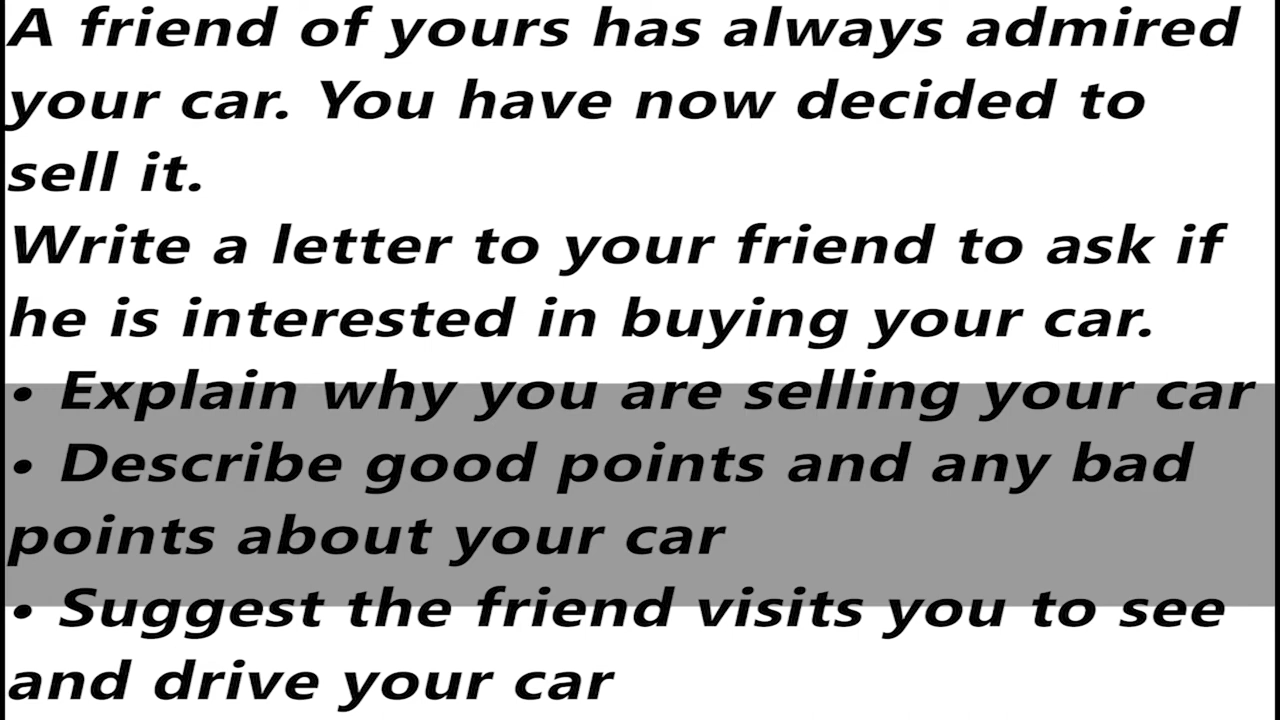 A friend of yours has always admired
your car. You have now decided to
sell it.
Write a letter to your friend to ask if
he is interested in buying your car.
• Explain why you are selling your car
• Describe good points and any bad
points about your car
• Suggest the friend visits you to see
and drive your car